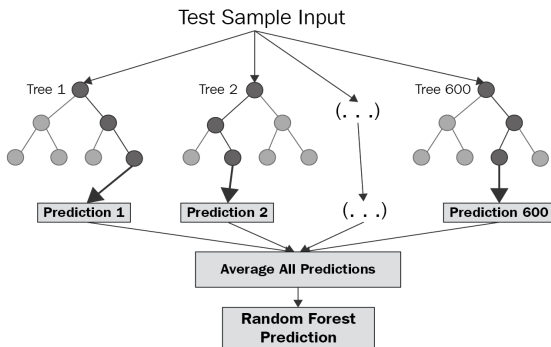 Test Sample Input
Tree 1
Tree 2
(. . .)
Tree 600
Prediction 1
Prediction 2
(. . .)
Prediction 600
Average All Predictions
Random Forest
Prediction